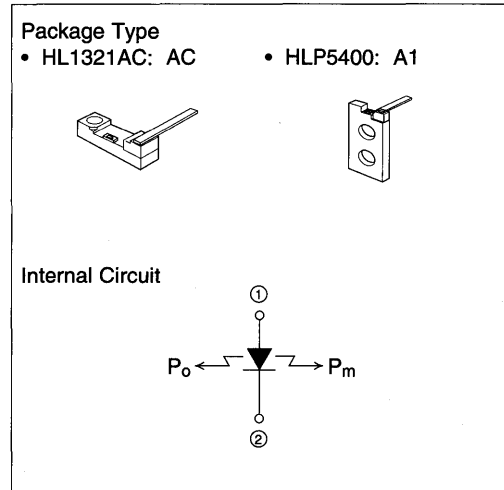 Package Type
• HL1321AC: AC
• HLP5400: A1
Internal Circuit
①
Po
Pm
②